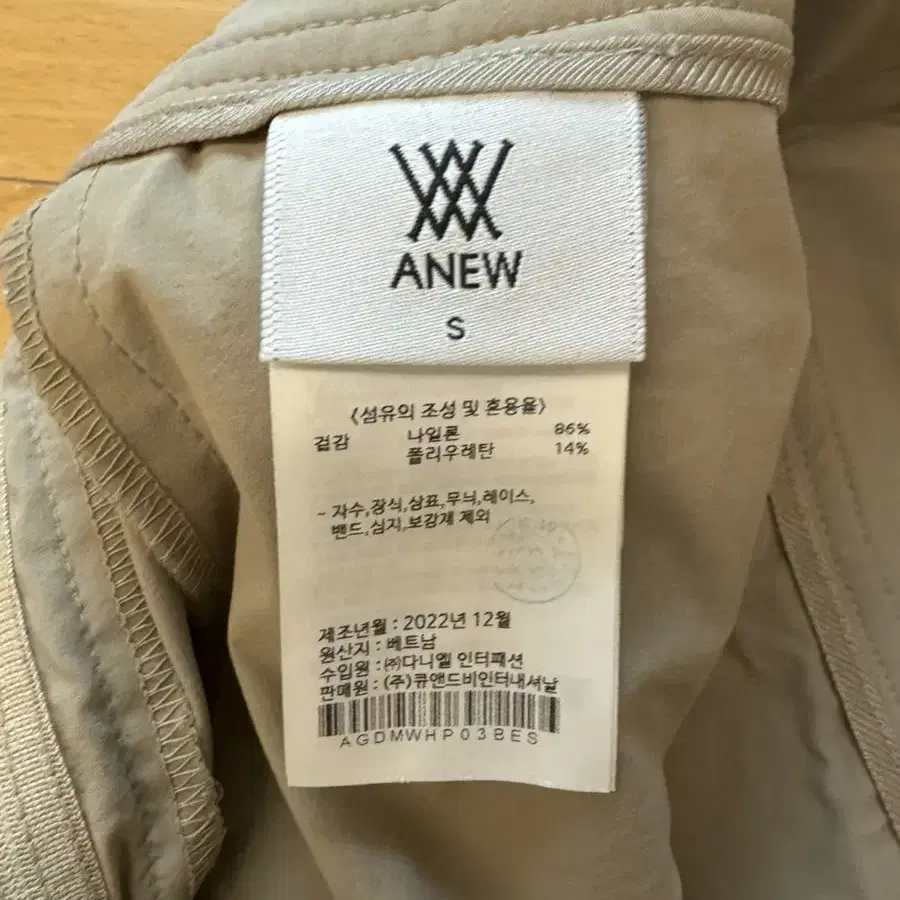 ANEW
S
〈섬유의 조성 및 혼용율〉
겉감 나일론 86%
폴리우레탄 14%
- 자수,장식,상표,무늬,레이스,
밴드,심지,보강재 제외
제조년월 : 2022년 12월
원산지 : 베트남
수입원 : ㈜다니엘 인터패션
판매원 : (주)큐앤드비인터내셔날
AGDMWHP03BES